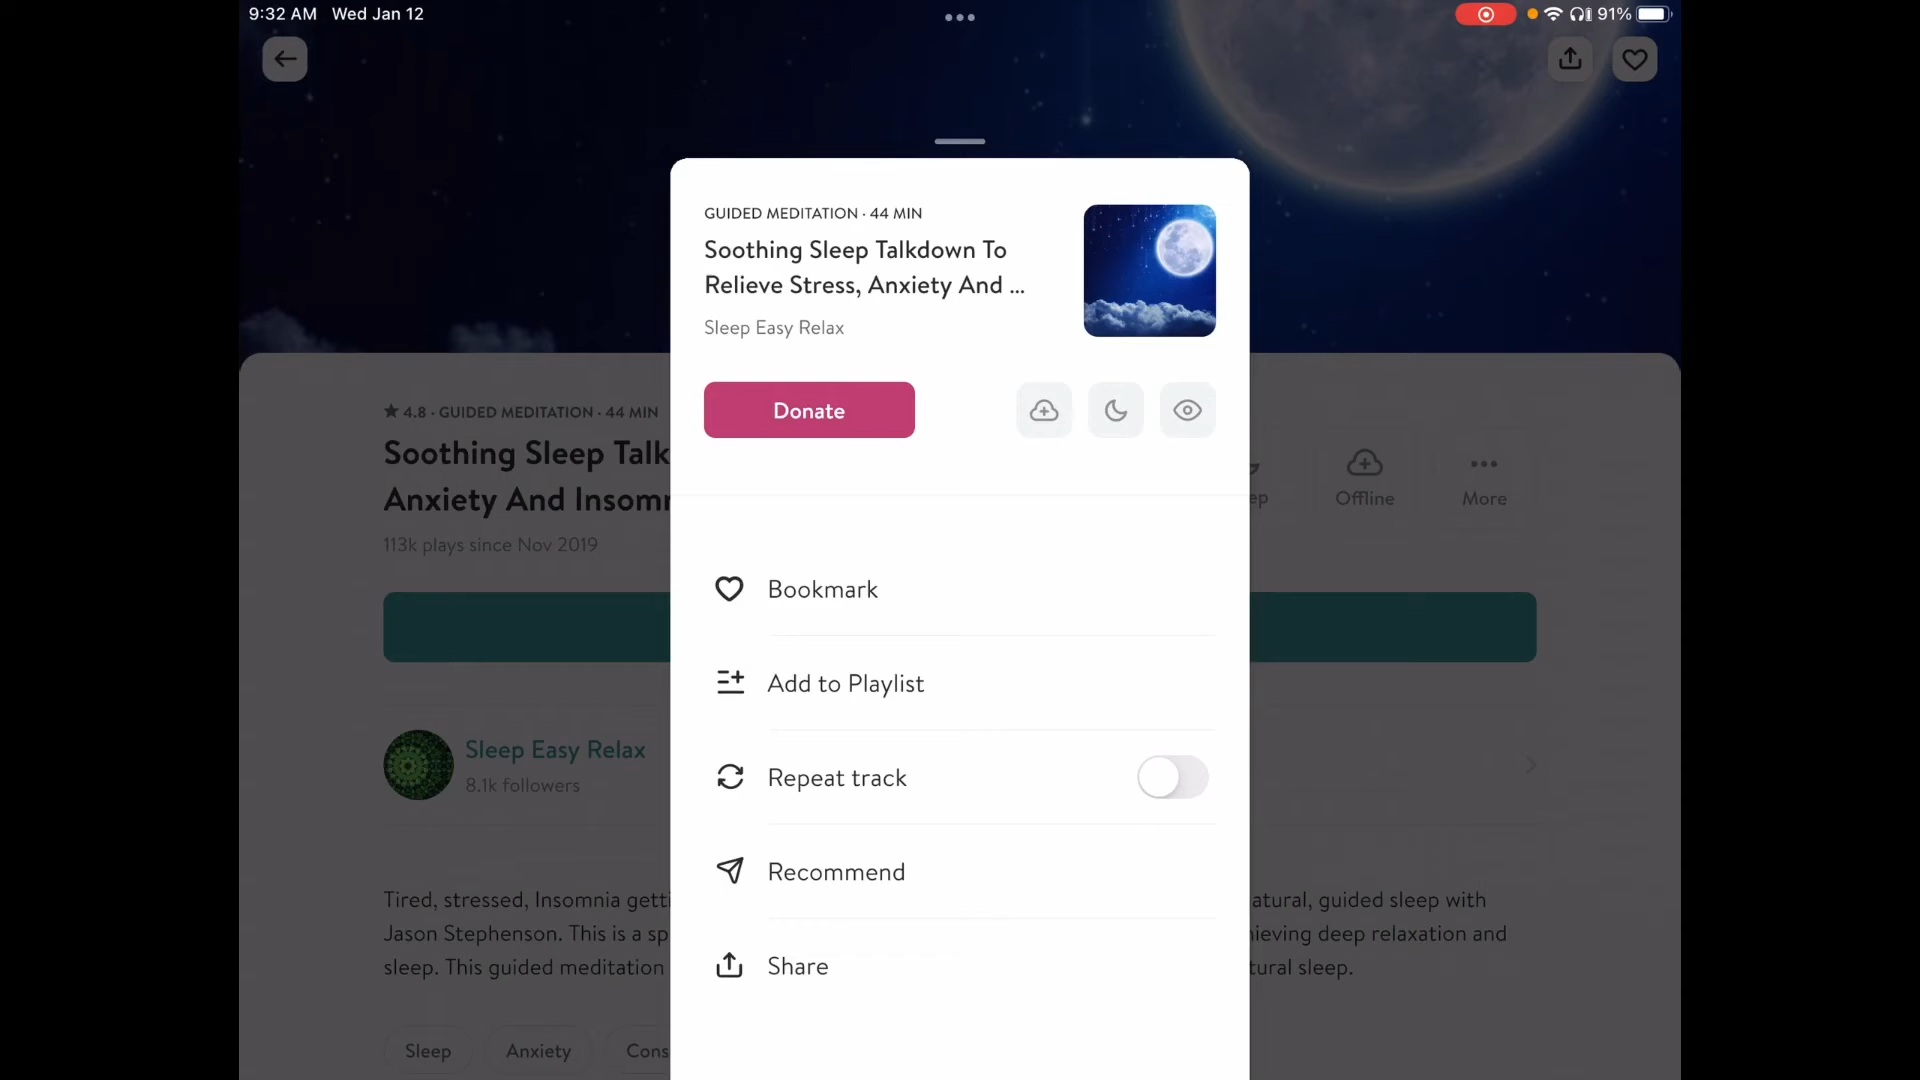 9:32 AM Wed Jan 12
91%
GUIDED MEDITATION · 44 MIN
Soothing Sleep Talkdown To
Relieve Stress, Anxiety And ...
Sleep Easy Relax
Donate
Bookmark
Add to Playlist
Repeat track
Recommend
Share
★ 4.8 · GUIDED MEDITATION · 44 MIN
Soothing Sleep Talk
Anxiety And Insom
113k plays since Nov 2019
ep
Offline
More
Sleep Easy Relax
8.1k followers
Tired, stressed, Insomnia getti atural, guided sleep with
Jason Stephenson. This is a sp ieving deep relaxation and
sleep. This guided meditation tural sleep.
Sleep Anxiety Cons